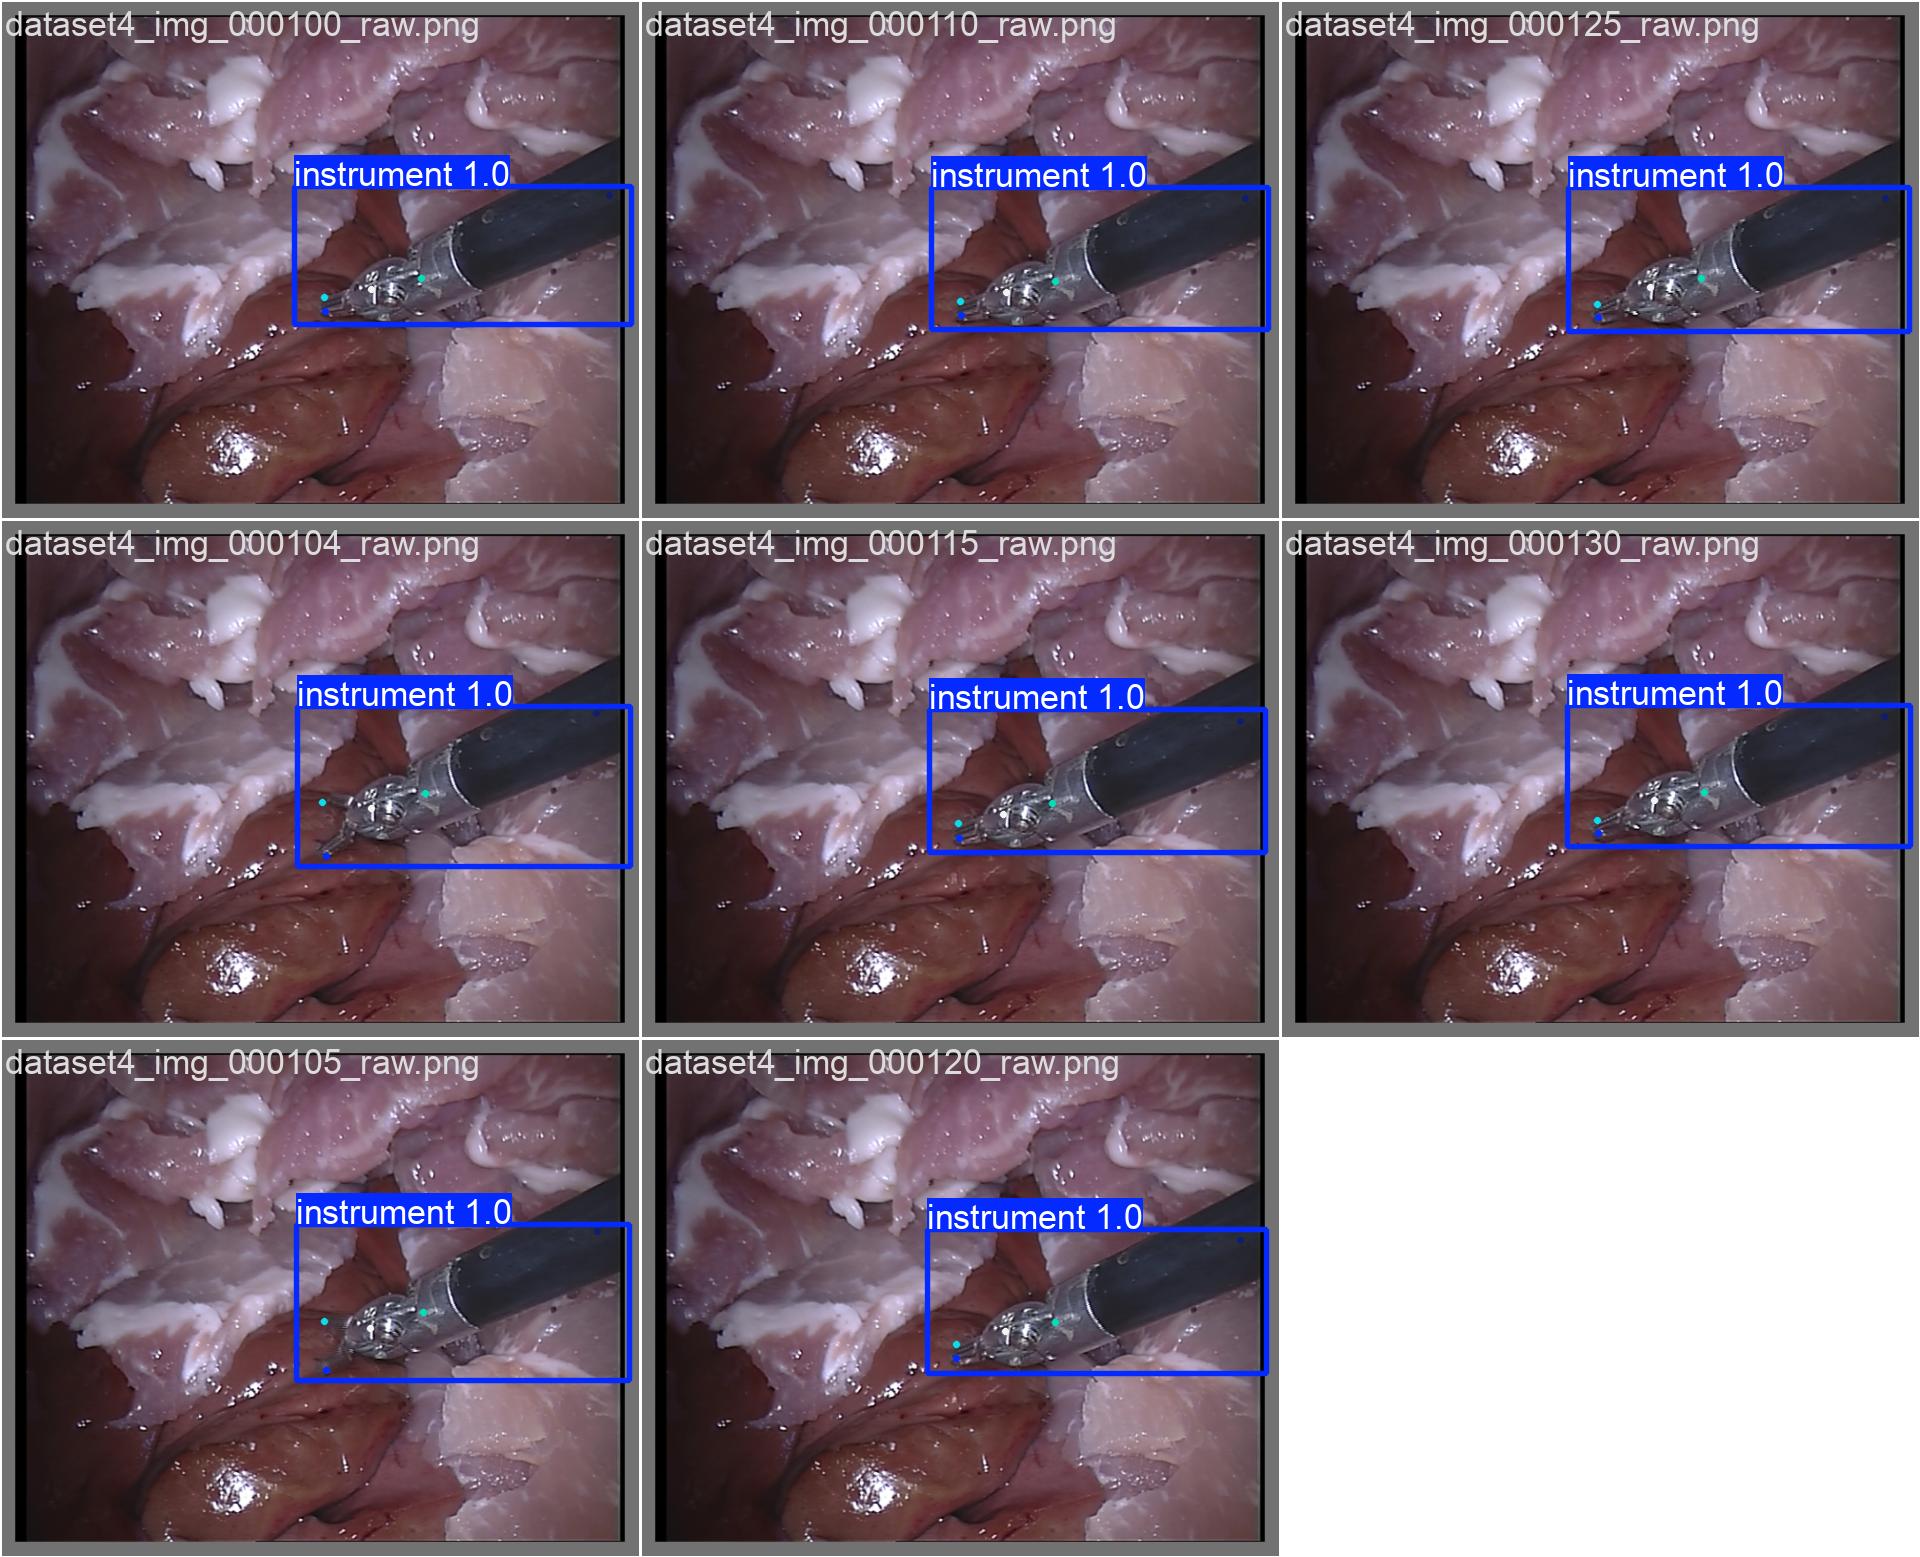 dataset4_img_000100_raw.png
instrument 1.0
dataset4_img_000110_raw.png
instrument 1.0
dataset4_img_000125_raw.png
instrument 1.0
dataset4_img_000104_raw.png
instrument 1.0
dataset4_img_000115_raw.png
instrument 1.0
dataset4_img_000130_raw.png
instrument 1.0
dataset4_img_000105_raw.png
instrument 1.0
dataset4_img_000120_raw.png
instrument 1.0